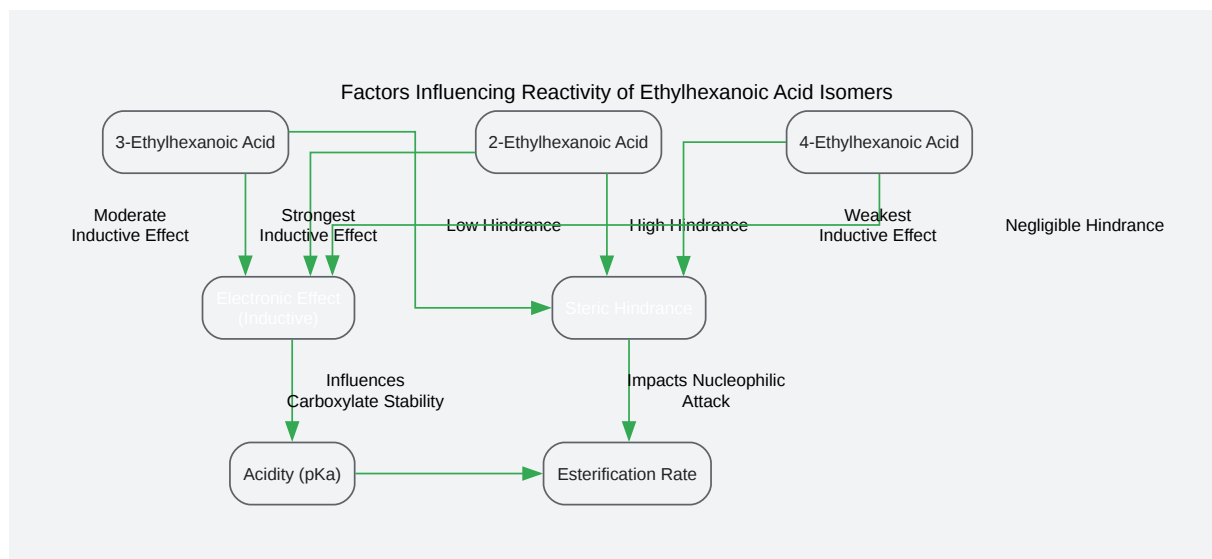 Factors Influencing Reactivity of Ethylhexanoic Acid Isomers
3-Ethylhexanoic Acid
2-Ethylhexanoic Acid
4-Ethylhexanoic Acid
Moderate
Inductive Effect
Strongest
Inductive Effect
Low Hindrance
High Hindrance
Weakest
Inductive Effect
Negligible Hindrance
Electronic Effect
(Inductive)
Steric Hindrance
Influences
Carboxylate Stability
Impacts Nucleophilic
Attack
Acidity (pKa)
Esterification Rate